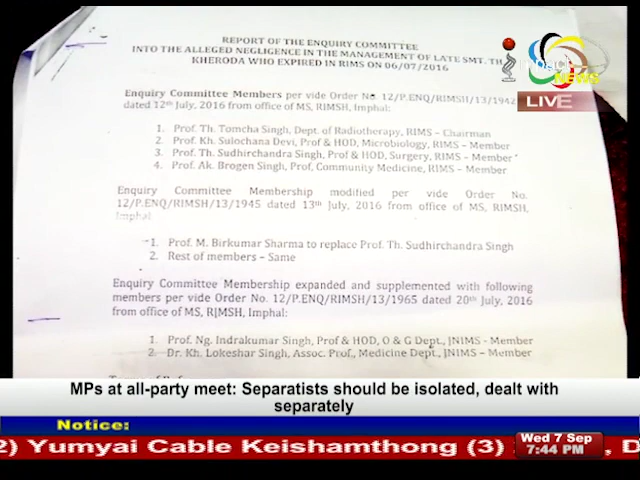 REPORT OF THE ENQUIRY COMMITTEE
INTO THE ALLEGED NEGLIGENCE IN THE MANAGEMENT OF LATE SMT. TH.
KHERODA WHO EXPIRED IN RIMS ON 06/07/2016
impact
NEWS
LIVE
Enquiry Committee Members per vide Order No. 12/P.ENQ/RIMSH/13/1942
dated 12th July, 2016 from office of MS, RIMSH, Imphal:
1. Prof. Th. Tomcha Singh, Dept. of Radiotherapy, RIMS – Chairman
2. Prof. Kh. Sulochana Devi, Prof & HOD, Microbiology, RIMS – Member
3. Prof. Th. Sudhirchandra Singh, Prof & HOD, Surgery, RIMS – Member
4. Prof. Ak. Brogen Singh, Prof, Community Medicine, RIMS – Member
Enquiry Committee Membership modified per vide Order No.
12/P.ENQ/RIMSH/13/1945 dated 13th July, 2016 from office of MS, RIMSH,
Imphal
1. Prof. M. Birkumar Sharma to replace Prof. Th. Sudhirchandra Singh
2. Rest of members – Same
Enquiry Committee Membership expanded and supplemented with following
members per vide Order No. 12/P.ENQ/RIMSH/13/1965 dated 20th July, 2016
from office of MS, RIMSH, Imphal:
1. Prof. Ng. Indrakumar Singh, Prof & HOD, O & G Dept., JNIMS - Member
2. Dr. Kh. Lokeshar Singh, Assoc. Prof., Medicine Dept., JNIMS – Member
MPs at all-party meet: Separatists should be isolated, dealt with
separately
Notice:
2) Yumyai Cable Keishamthong (3)
Wed 7 Sep
7:44 PM